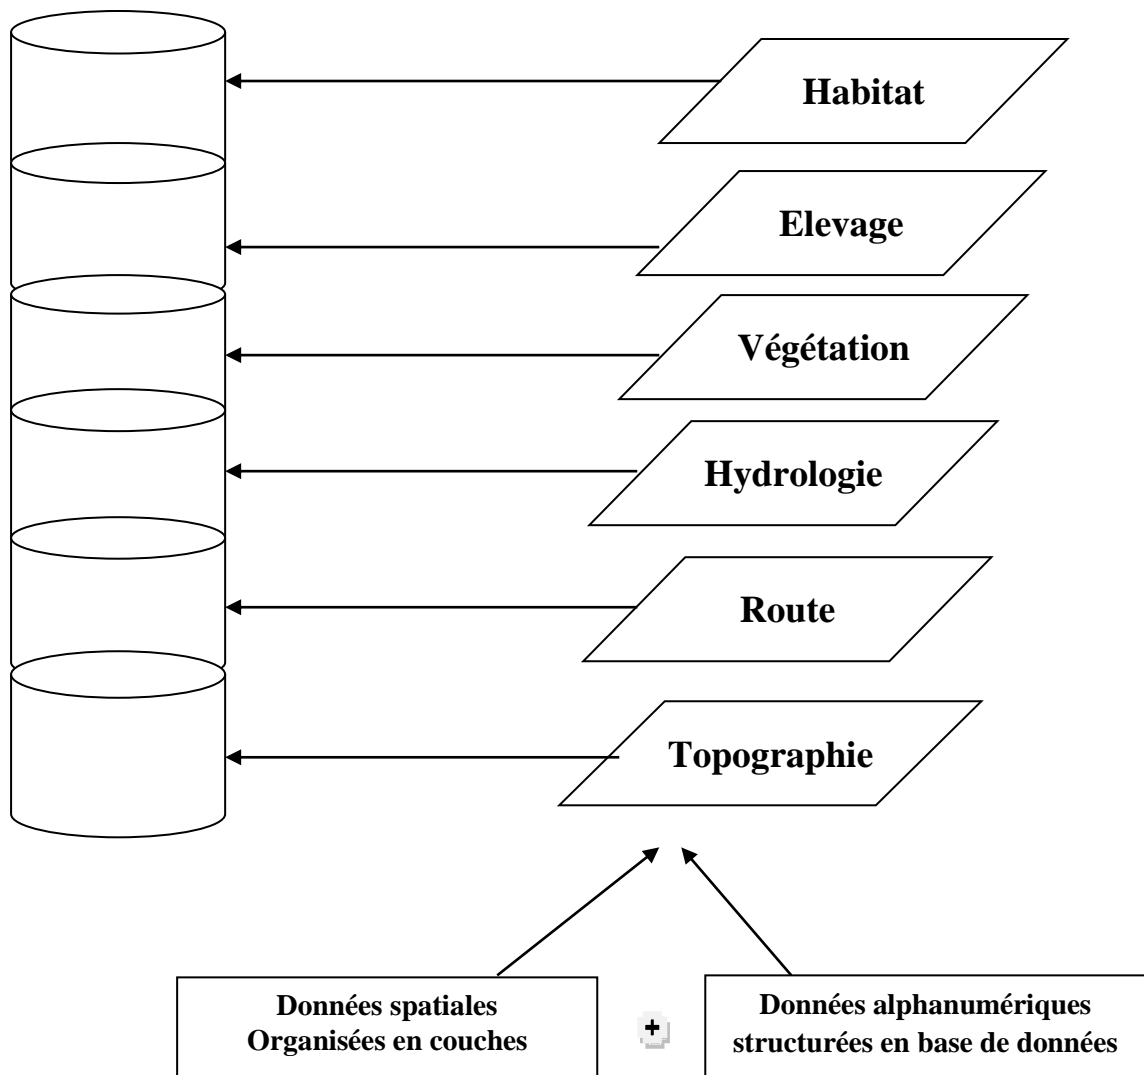 Habitat
Elevage
Végétation
Hydrologie
Route
Topographie
Données spatiales
Organisées en couches
+
Données alphanumériques
structurées en base de données